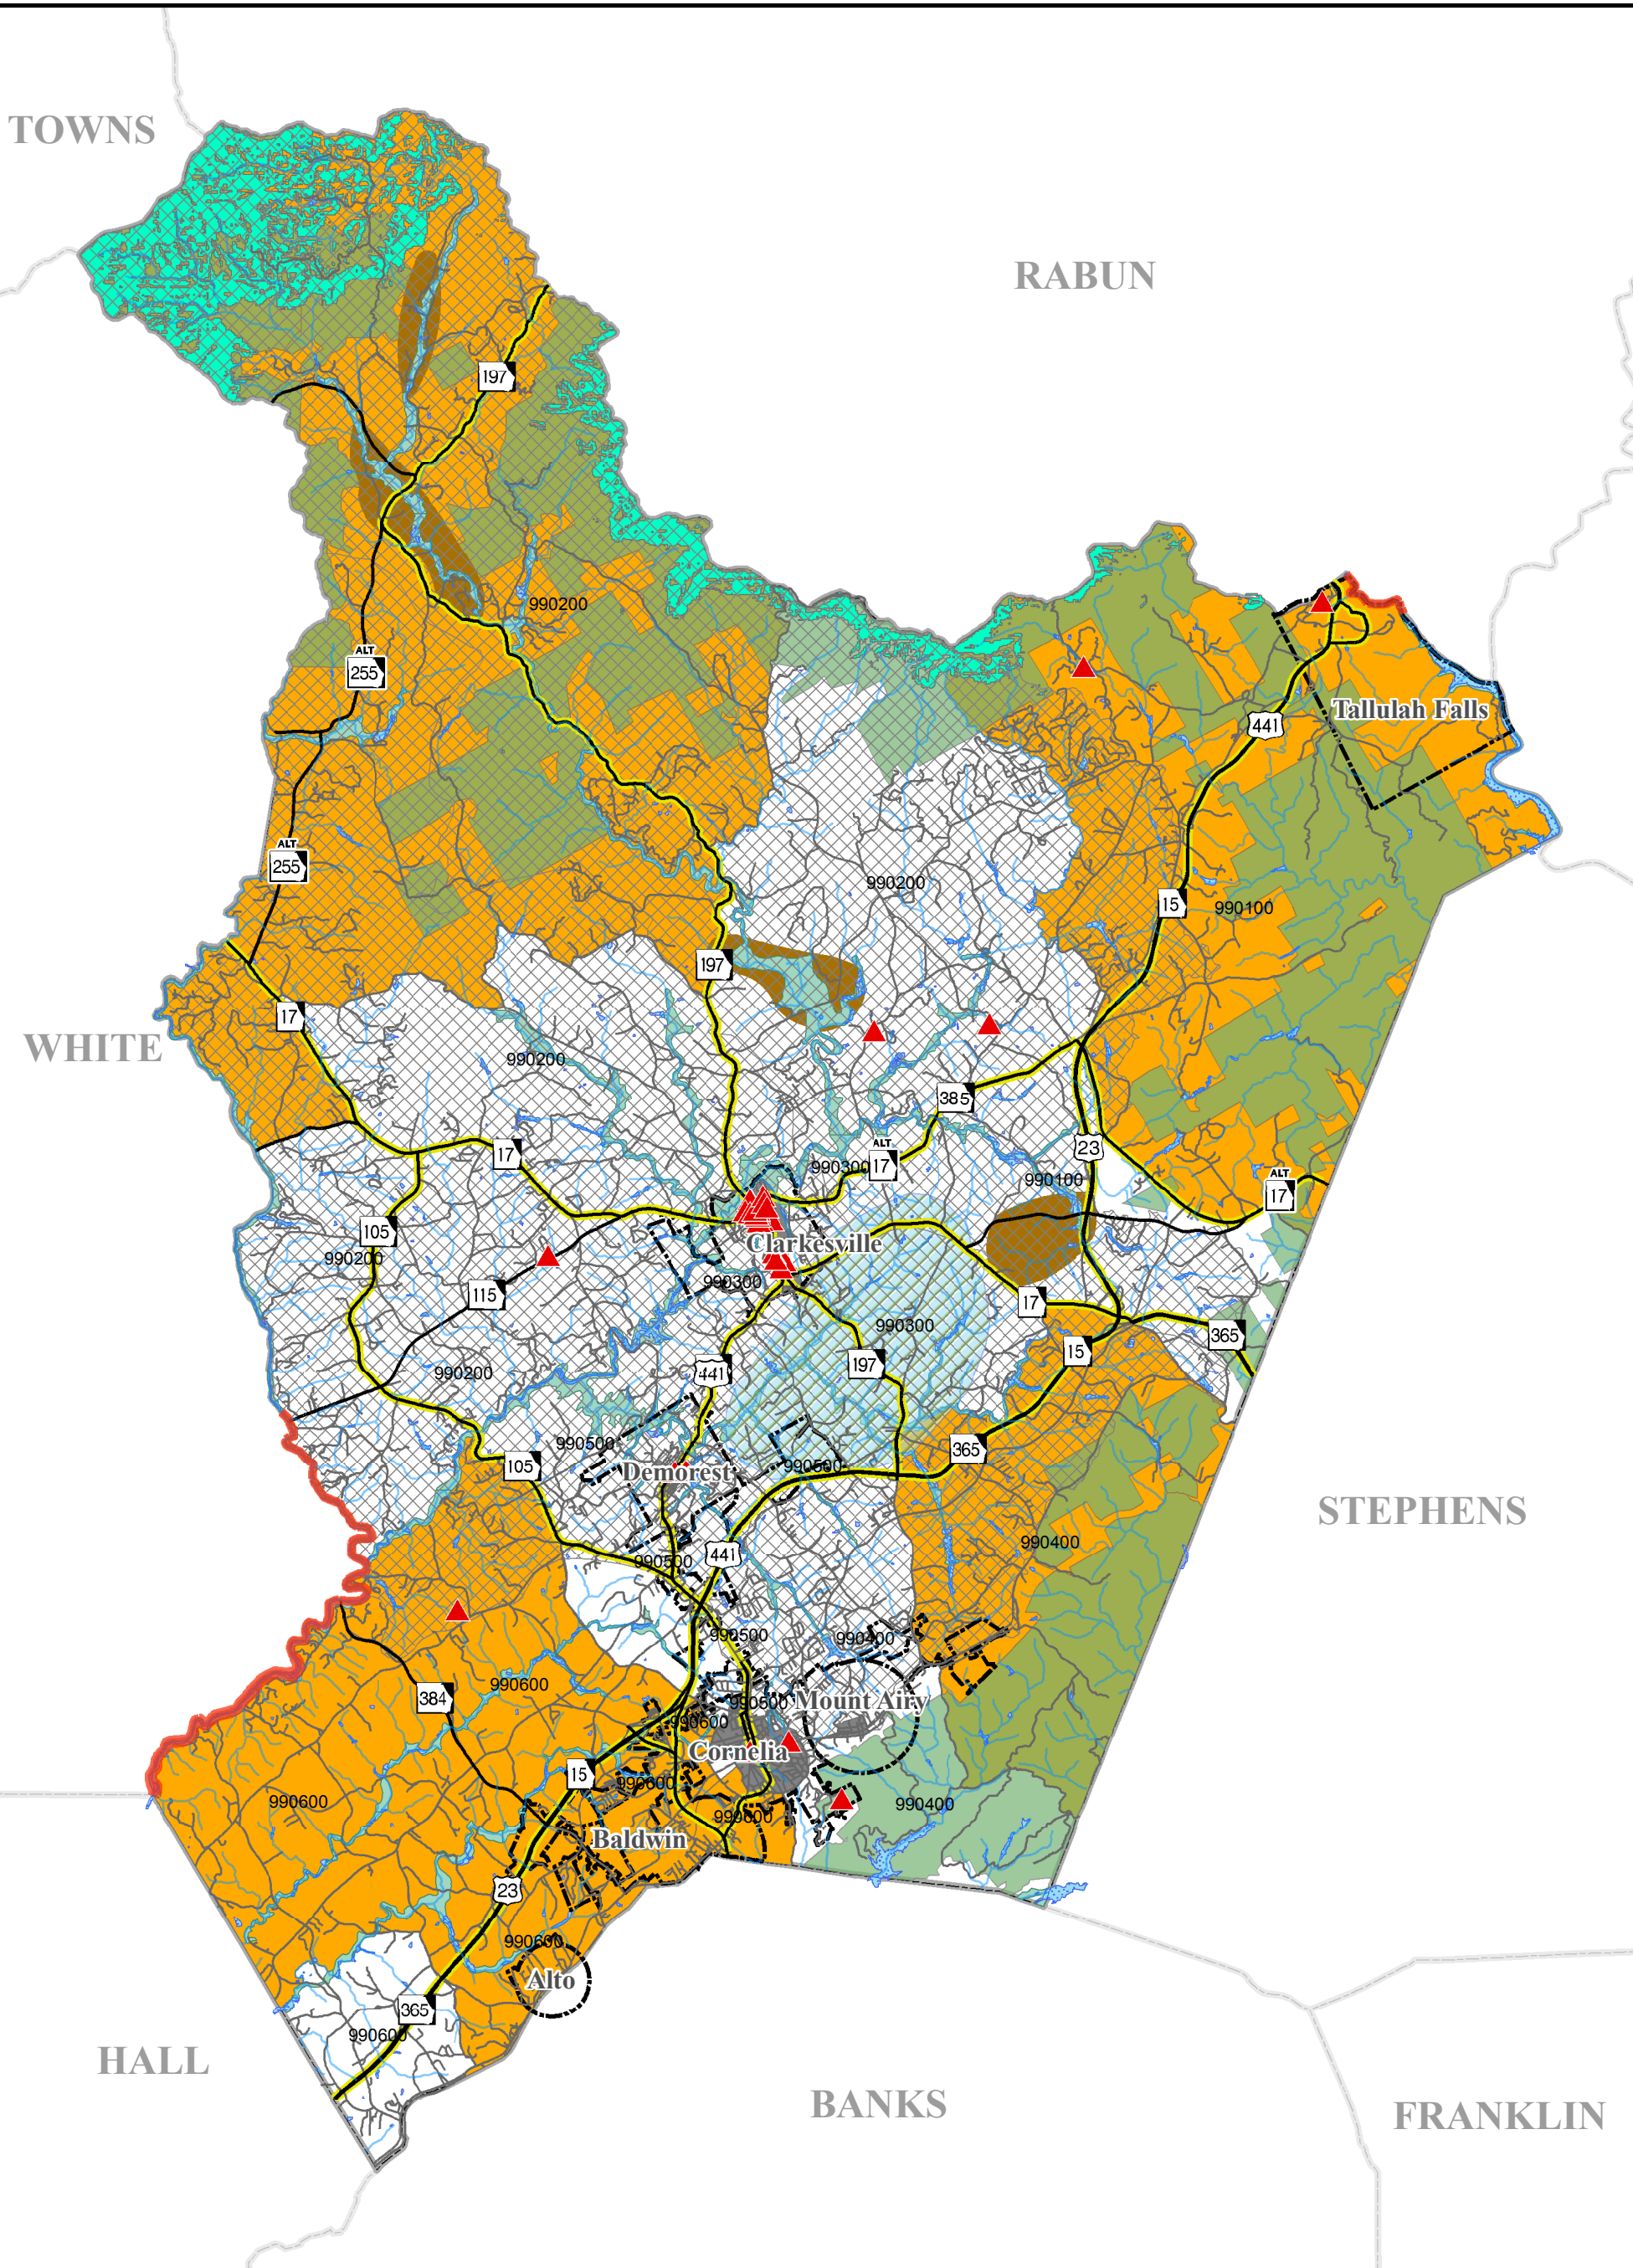 TOWNS
RABUN
197
990200
ALT
255
441
Tallulah Falls
ALT
255
990200
15
990100
197
17
WHITE
990200
385
23
17
ALT
17
990300
990100
ALT
17
105
990200
Clarkesville
990300
115
17
990300
365
15
197
441
990200
990500
365
105
Demorest
990500
STEPHENS
990400
441
990500
990500
990400
990600
384
990500
Mount Airy
990600
Cornelia
15
990600
990600
990400
990600
Baldwin
23
990600
Alto
365
990600
HALL
BANKS
FRANKLIN